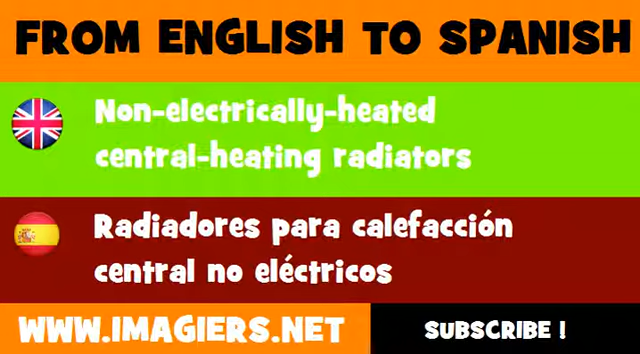 FROM ENGLISH TO SPANISH
Non-electrically-heated
central-heating radiators
Radiadores para calefacción
central no eléctricos
WWW.IMAGIERS.NET
SUBSCRIBE !